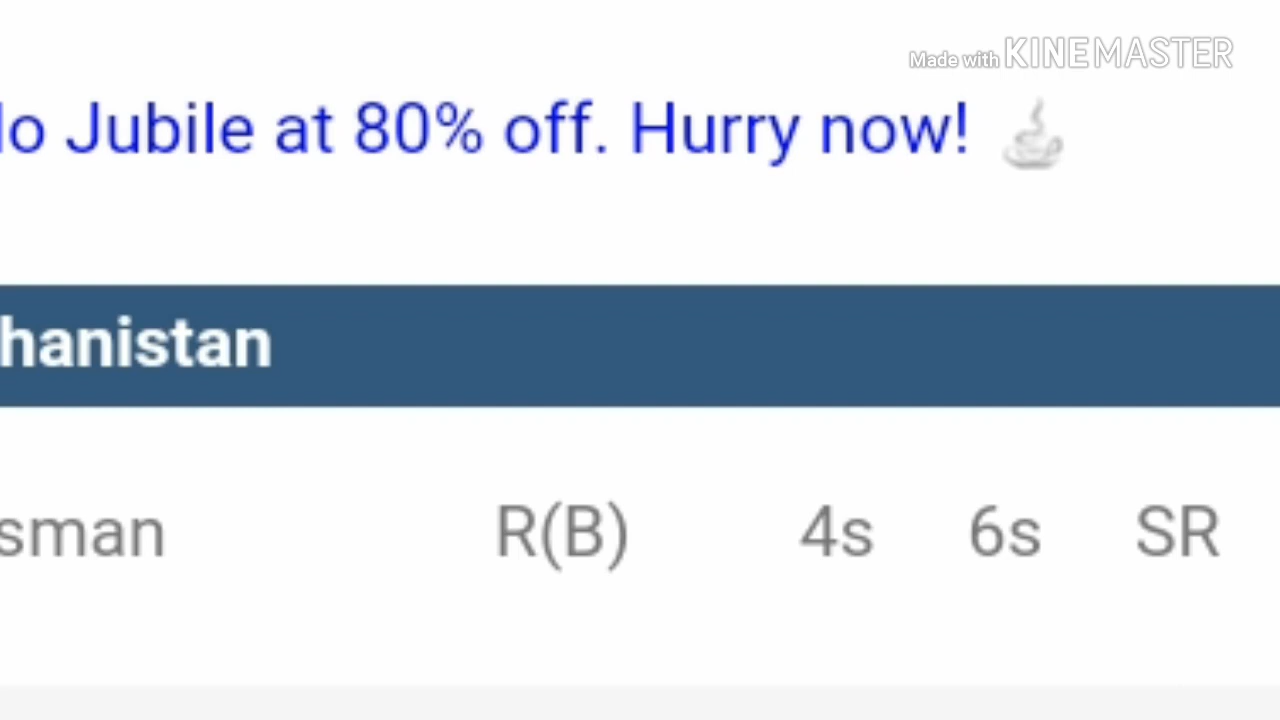 Made with KINEMASTER
lo Jubile at 80% off. Hurry now!
hanistan
sman R(B) 4s 6s SR